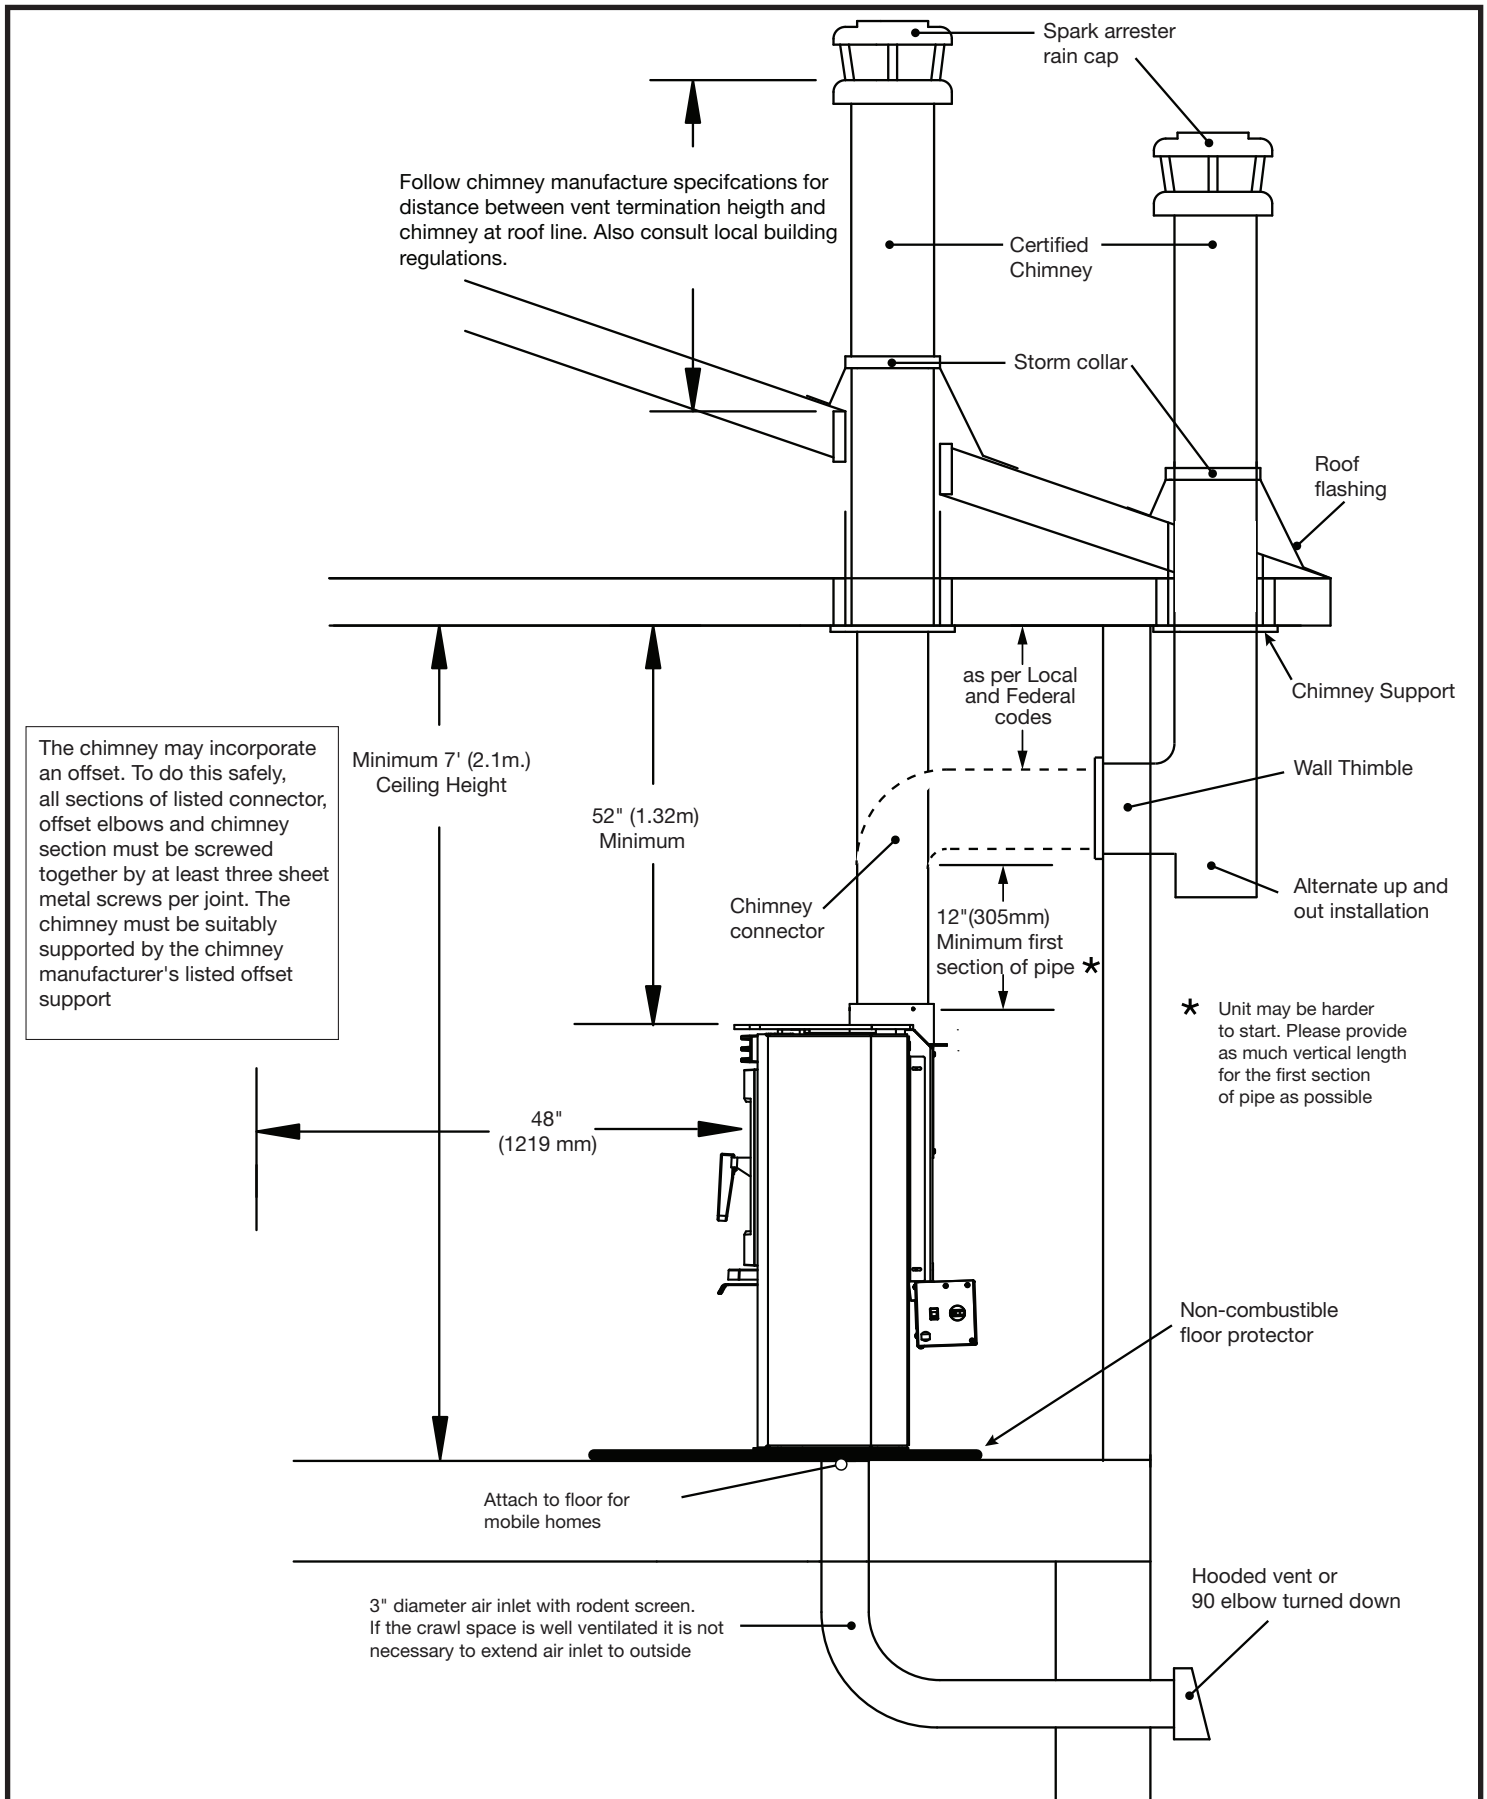 Spark arrester
rain cap
Follow chimney manufacture specifcations for
distance between vent termination heigth and
chimney at roof line. Also consult local building
regulations.
Certified
Chimney
Storm collar
Roof
flashing
as per Local
and Federal
codes
Chimney Support
The chimney may incorporate
an offset. To do this safely,
all sections of listed connector,
offset elbows and chimney
section must be screwed
together by at least three sheet
metal screws per joint. The
chimney must be suitably
supported by the chimney
manufacturer's listed offset
support
Minimum 7' (2.1m.)
Ceiling Height
52" (1.32m)
Minimum
Wall Thimble
Chimney
connector
12"(305mm)
Minimum first
section of pipe *
Alternate up and
out installation
* Unit may be harder
to start. Please provide
as much vertical length
for the first section
of pipe as possible
48"
(1219 mm)
Non-combustible
floor protector
Attach to floor for
mobile homes
3" diameter air inlet with rodent screen.
If the crawl space is well ventilated it is not
necessary to extend air inlet to outside
Hooded vent or
90 elbow turned down